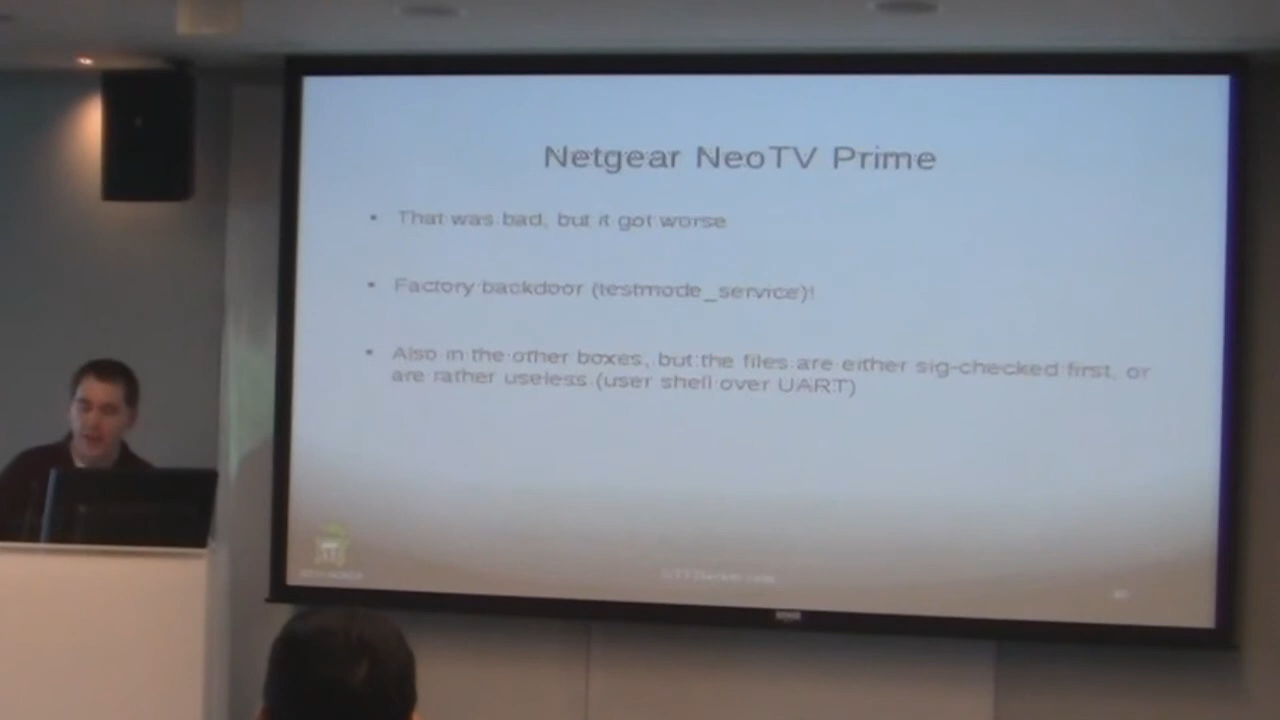 Netgear NeoTV Prime
• That was bad, but it got worse
• Factory backdoor (testmode_service)!
• Also in the other boxes, but the files are either sig-checked first, or
are rather useless (user shell over UART)